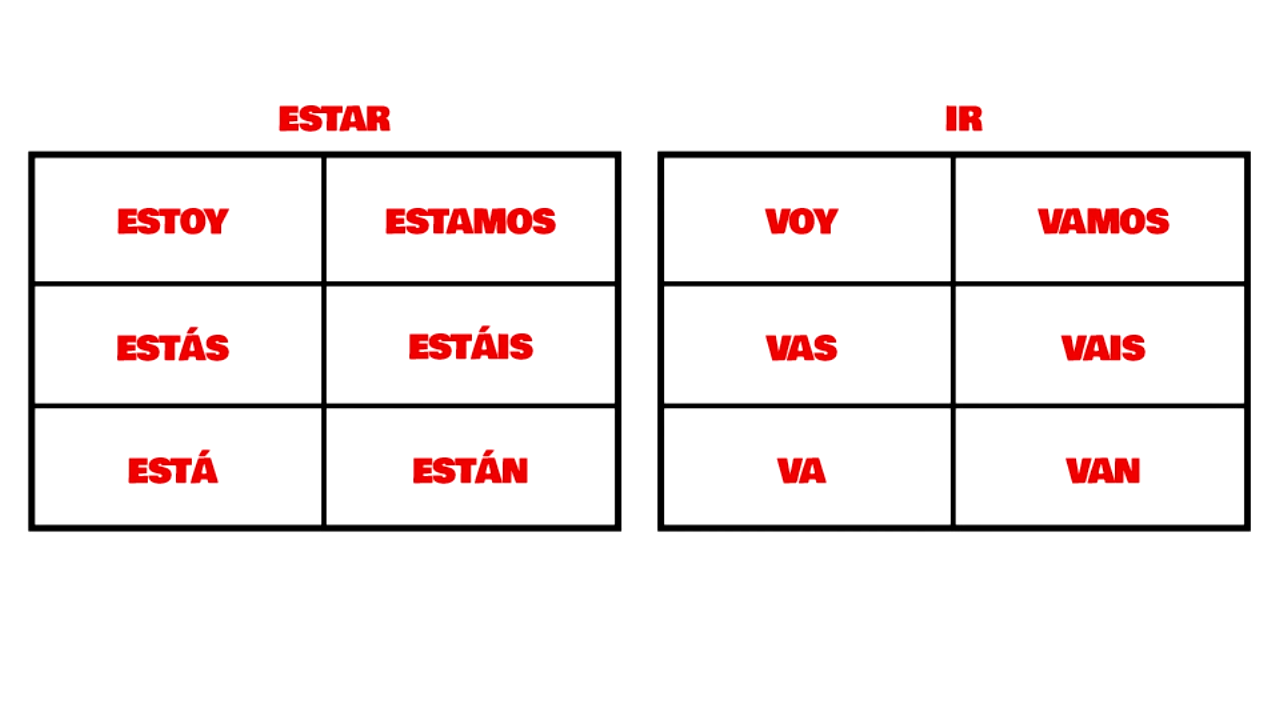 ESTAR
ESTOY ESTAMOS
ESTÁS ESTÁIS
ESTÁ ESTÁN
IR
VOY VAMOS
VAS VAIS
VA VAN